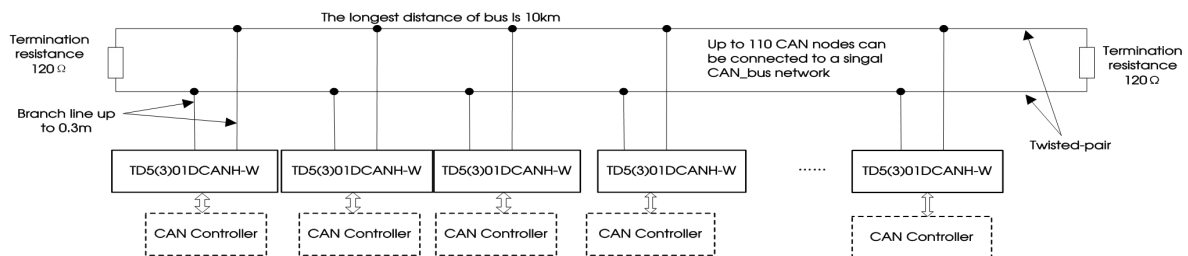 The longest distance of bus is 10km
Termination
resistance
120Ω
Up to 110 CAN nodes can
be connected to a singal
CAN_bus network
Termination
resistance
120Ω
Branch line up
to 0.3m
Twisted-pair
TD5(3)01DCANH-W
TD5(3)01DCANH-W
TD5(3)01DCANH-W
TD5(3)01DCANH-W
......
TD5(3)01DCANH-W
CAN Controller
CAN Controller
CAN Controller
CAN Controller
CAN Controller